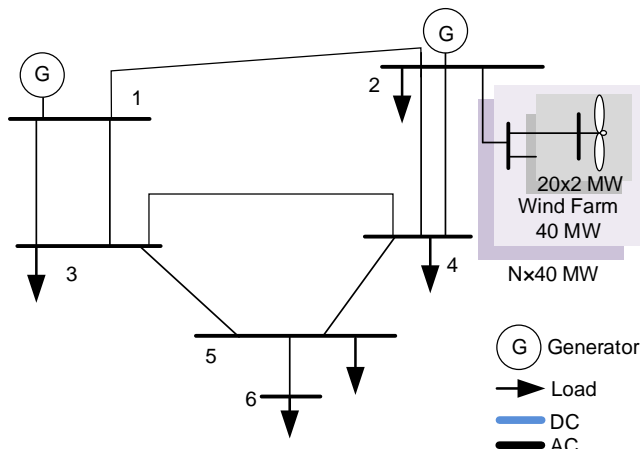 G
G
1
2
20x2 MW
Wind Farm
40 MW
3
4
N×40 MW
5
6
G Generator
Load
DC
AC